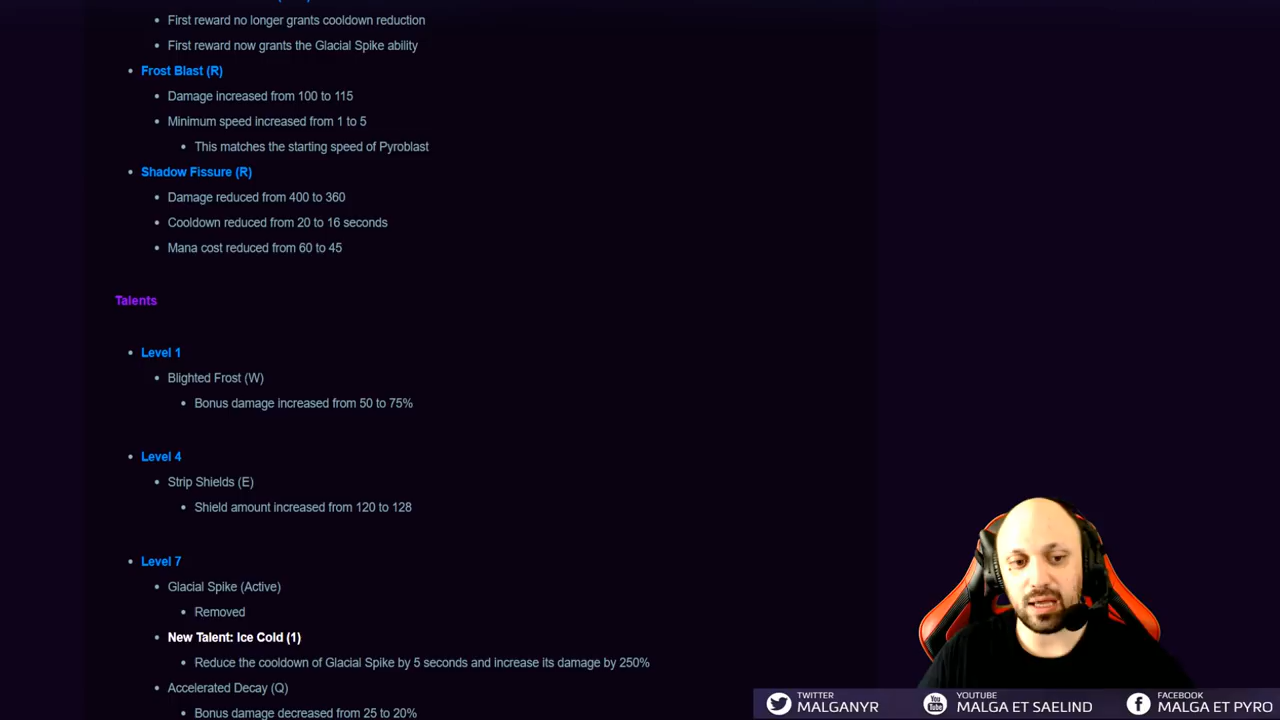 First reward no longer grants cooldown reduction
First reward now grants the Glacial Spike ability
Frost Blast (R)
Damage increased from 100 to 115
Minimum speed increased from 1 to 5
This matches the starting speed of Pyroblast
Shadow Fissure (R)
Damage reduced from 400 to 360
Cooldown reduced from 20 to 16 seconds
Mana cost reduced from 60 to 45
Talents
Level 1
Blighted Frost (W)
Bonus damage increased from 50 to 75%
Level 4
Strip Shields (E)
Shield amount increased from 120 to 128
Level 7
Glacial Spike (Active)
Removed
New Talent: Ice Cold (1)
Reduce the cooldown of Glacial Spike by 5 seconds and increase its damage by 250%
Accelerated Decay (Q)
Bonus damage decreased from 25 to 20%
TWITTER
MALGANYR
YOUTUBE
MALGA ET SAELIND
FACEBOOK
MALGA ET PYRO